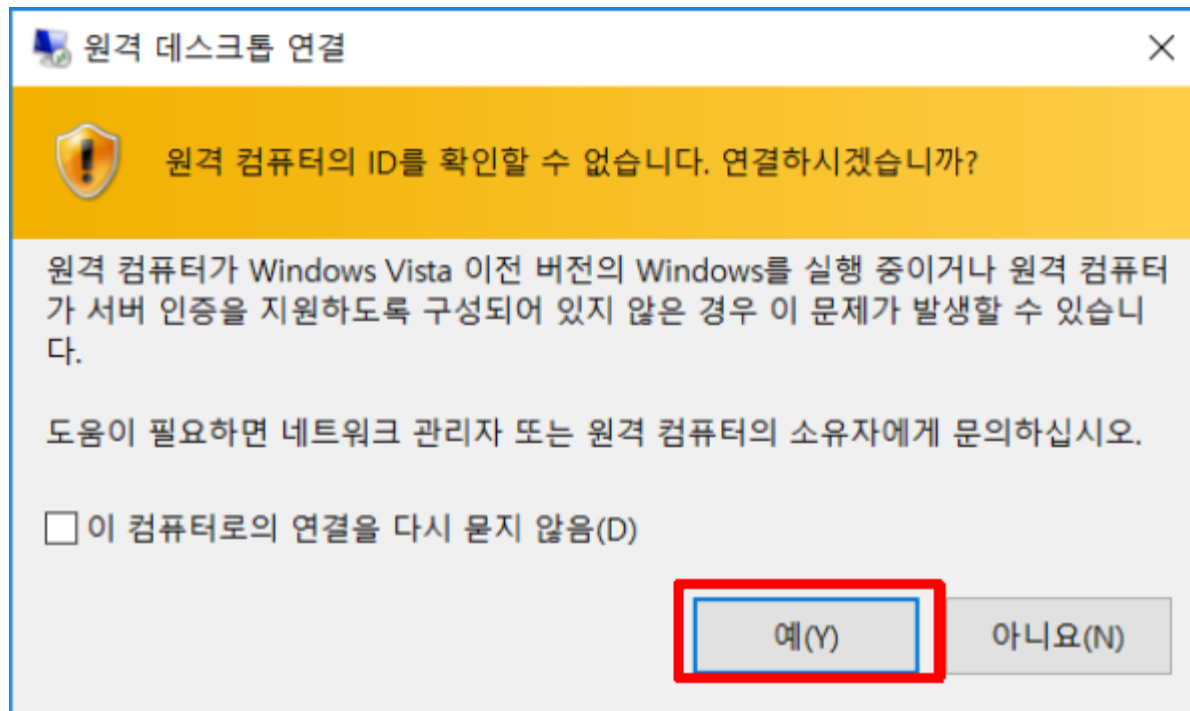 원격 데스크톱 연결
원격 컴퓨터의 ID를 확인할 수 없습니다. 연결하시겠습니까?
원격 컴퓨터가 Windows Vista 이전 버전의 Windows를 실행 중이거나 원격 컴퓨터
가 서버 인증을 지원하도록 구성되어 있지 않은 경우 이 문제가 발생할 수 있습니
다.
도움이 필요하면 네트워크 관리자 또는 원격 컴퓨터의 소유자에게 문의하십시오.
이 컴퓨터로의 연결을 다시 묻지 않음(D)
예(Y) 아니요(N)